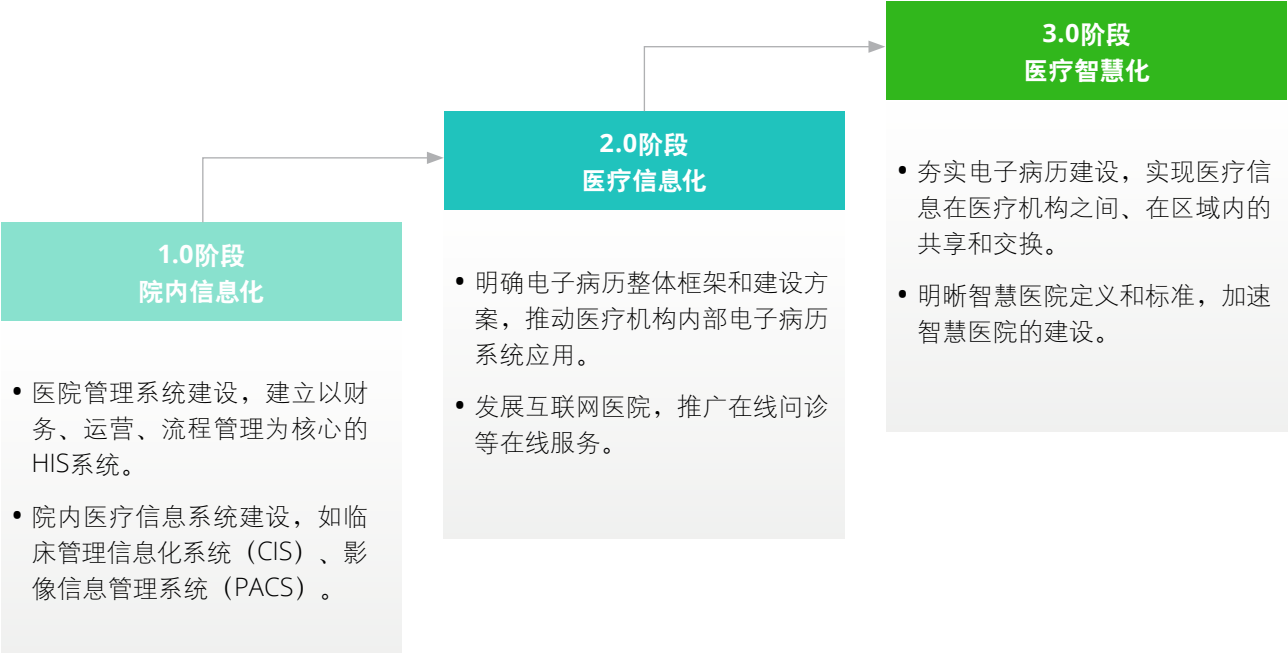 1.0阶段
院内信息化
• 医院管理系统建设，建立以财
务、运营、流程管理为核心的
HIS系统。
• 院内医疗信息系统建设，如临
床管理信息化系统（CIS）、影
像信息管理系统（PACS）。
2.0阶段
医疗信息化
• 明确电子病历整体框架和建设方
案，推动医疗机构内部电子病历
系统应用。
• 发展互联网医院，推广在线问诊
等在线服务。
3.0阶段
医疗智慧化
• 夯实电子病历建设，实现医疗信
息在医疗机构之间、在区域内的
共享和交换。
• 明晰智慧医院定义和标准，加速
智慧医院的建设。